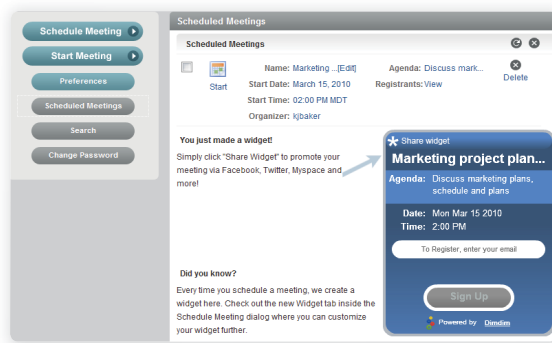 Schedule Meeting
Start Meeting
Preferences
Scheduled Meetings
Search
Change Password
Scheduled Meetings
Scheduled Meetings
Start
Name: Marketing ...[Edit]
Start Date: March 15, 2010
Start Time: 02:00 PM MDT
Organizer: kjbaker
Agenda: Discuss mark...
Registrants: View
Delete
You just made a widget!
Simply click "Share Widget" to promote your
meeting via Facebook, Twitter, Myspace and
more!
Did you know?
Every time you schedule a meeting, we create a
widget here. Check out the new Widget tab inside the
Schedule Meeting dialog where you can customize
your widget further.
Share widget
Marketing project plan...
Agenda: Discuss marketing plans,
schedule and plans
Date: Mon Mar 15 2010
Time: 2:00 PM
To Register, enter your email
Sign Up
Powered by Dimdim